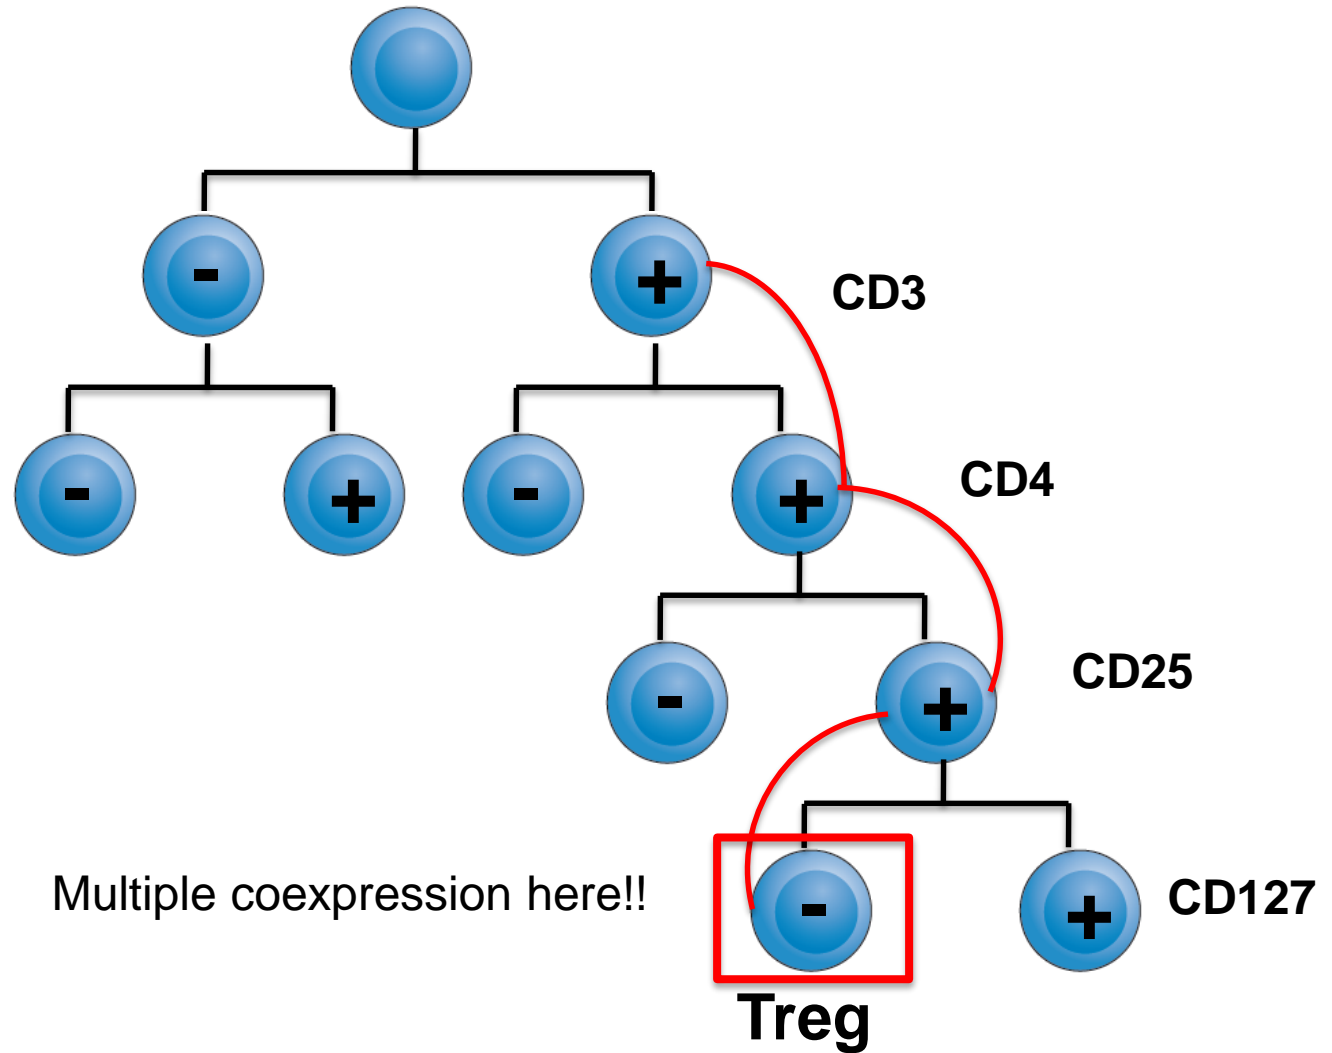 -
+
CD3
-
+
-
+
CD4
-
+
CD25
Multiple coexpression here!!
-
+
CD127
Treg